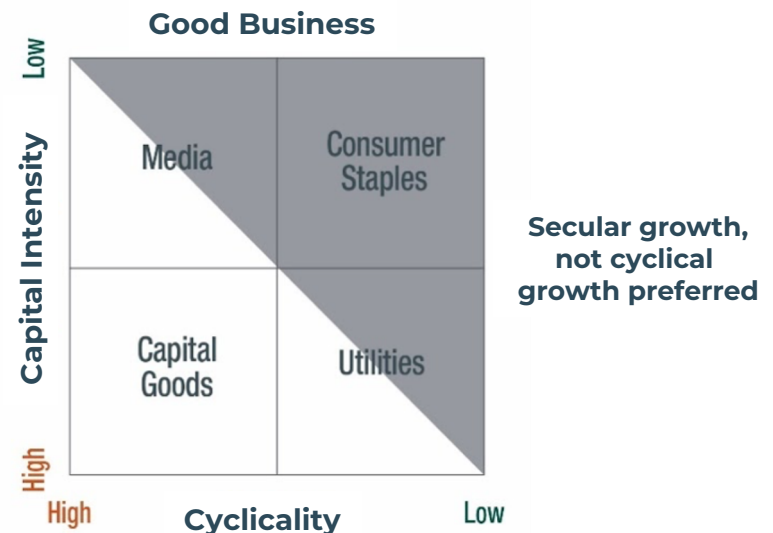 Good Business
Low
Capital Intensity
High
Media
Consumer
Staples
Capital
Goods
Utilities
Secular growth,
not cyclical
growth preferred
High
Cyclicality
Low